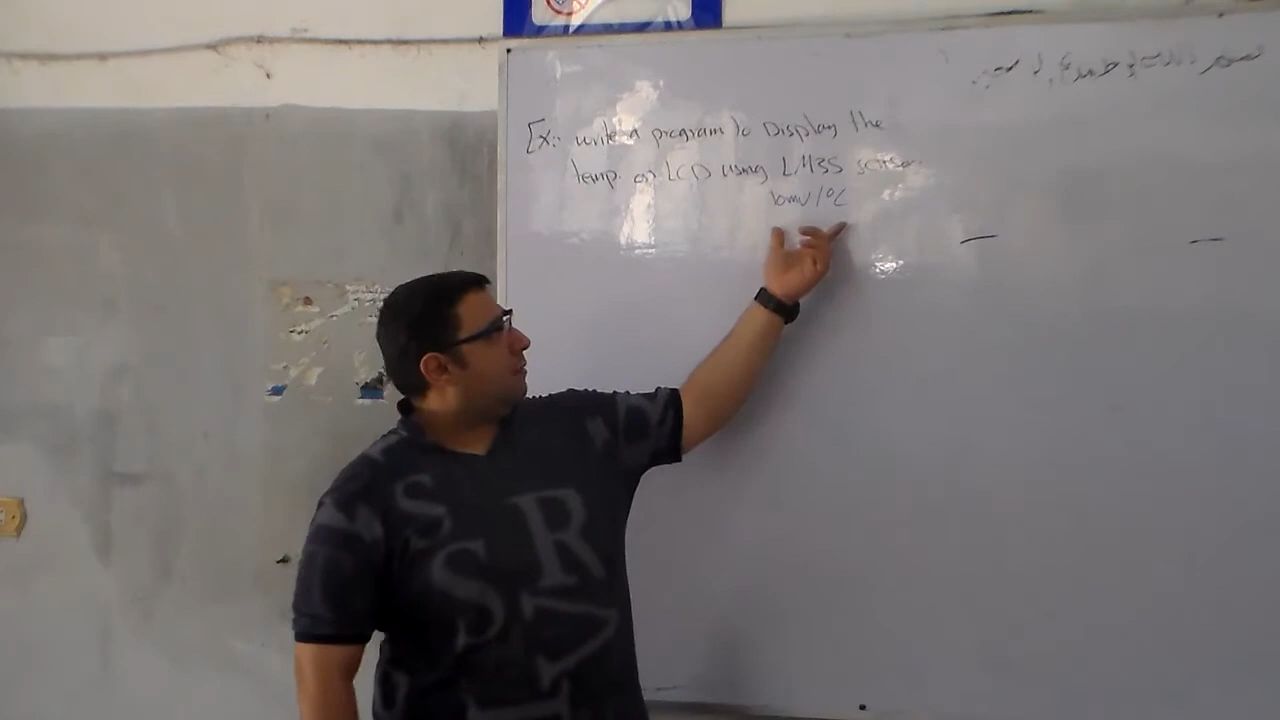 Ex:- write a program to Display the
temp. on LCD using LM35 sensor
10mv/°C
S
S R